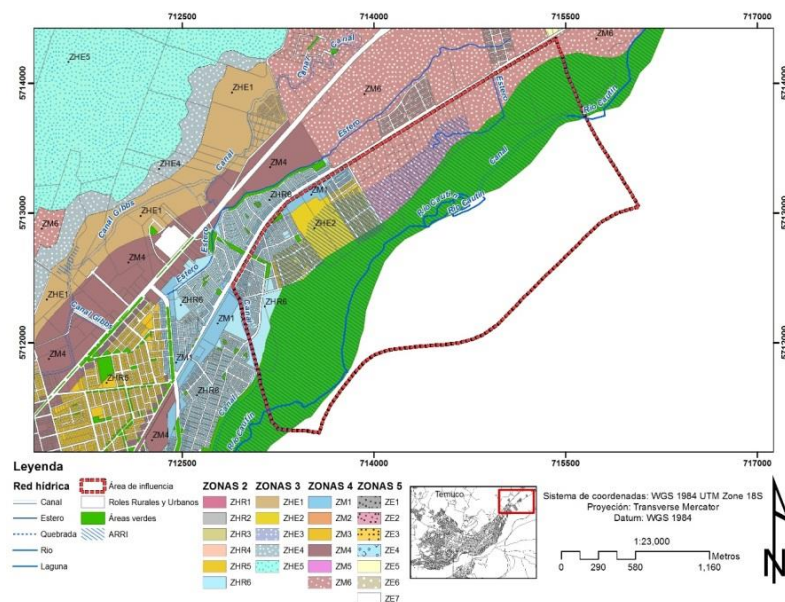 712500 714000 715500 717000
5714000 5714000
5713000 5713000
5712000 5712000
ZHE5
ZHE1
Canal
Canal
ZM6
ZM6
Estero
Estero
Río Cautín
Canal
ZHE4
Canal
ZM4
ZHR6
ZM1
ZHE2
Río Cautín
Río Cautín
ZM6
Canal Gibbs
ZHE1
Estero
ZM4
Estero
ZHE1
Canal Gibbs
ZHR6
Canal
ZHR6
ZM1
ZM4
ZM1
ZHR5
ZHR6
Canal
Río Cautín
ZM4
712500 714000 715500 717000
Leyenda
Red hídrica
Canal
Estero
Quebrada
Rio
Laguna
Área de influencia
Roles Rurales y Urbanos
Áreas verdes
ARRI
ZONAS 2
ZHR1
ZHR2
ZHR3
ZHR4
ZHR5
ZHR6
ZONAS 3
ZHE1
ZHE2
ZHE3
ZHE4
ZHE5
ZONAS 4
ZM1
ZM2
ZM3
ZM4
ZM5
ZM6
ZONAS 5
ZE1
ZE2
ZE3
ZE4
ZE5
ZE6
ZE7
Temuco
Sistema de coordenadas: WGS 1984 UTM Zone 18S
Proyeción: Transverse Mercator
Datum: WGS 1984
1:23,000
Metros
0 290 580 1,160
N